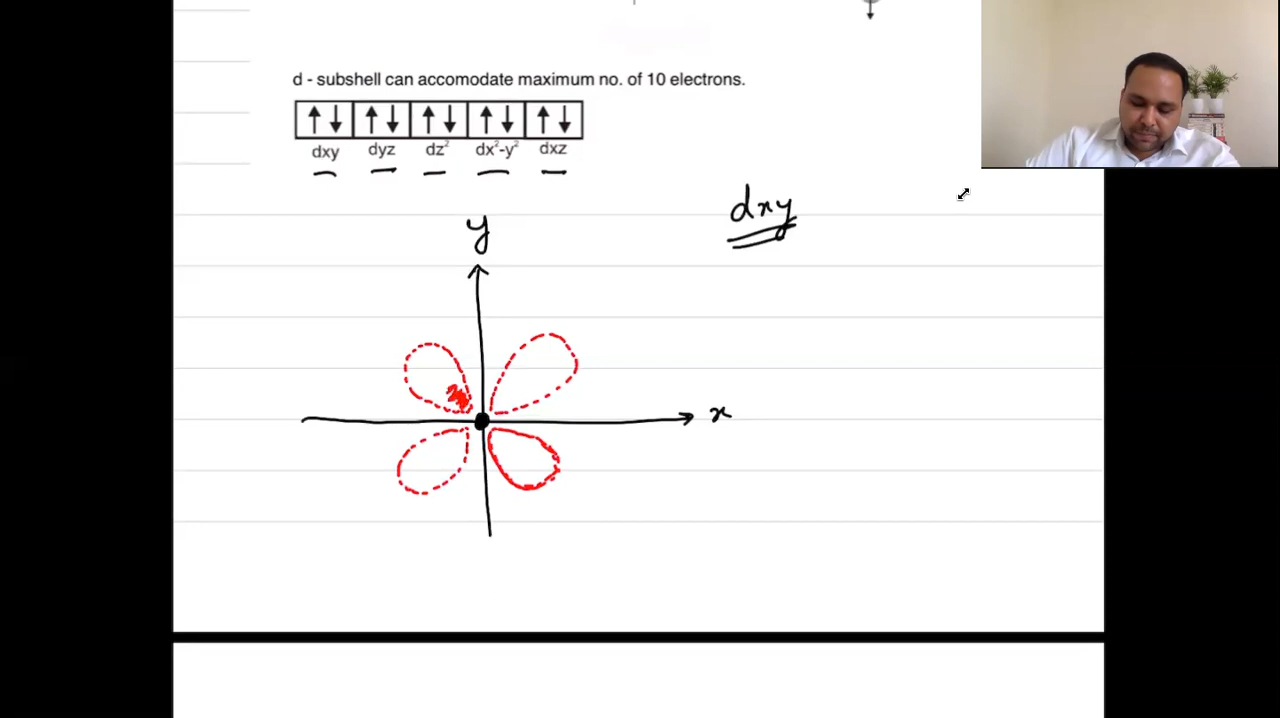 d - subshell can accomodate maximum no. of 10 electrons.
dxy dyz dz² dx²-y² dxz
dxy
y
x